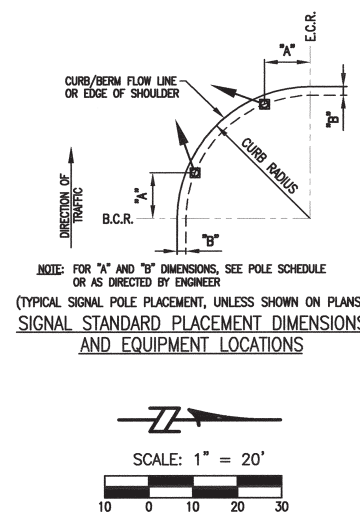 E.C.R.
"A"
CURB/BERM FLOW LINE
OR EDGE OF SHOULDER
"B"
CURB RADIUS
DIRECTION OF
TRAFFIC
"A"
B.C.R.
"B"
NOTE: FOR "A" AND "B" DIMENSIONS, SEE POLE SCHEDULE
OR AS DIRECTED BY ENGINEER
(TYPICAL SIGNAL POLE PLACEMENT, UNLESS SHOWN ON PLANS
SIGNAL STANDARD PLACEMENT DIMENSIONS
AND EQUIPMENT LOCATIONS
SCALE: 1" = 20'
10 0 10 20 30